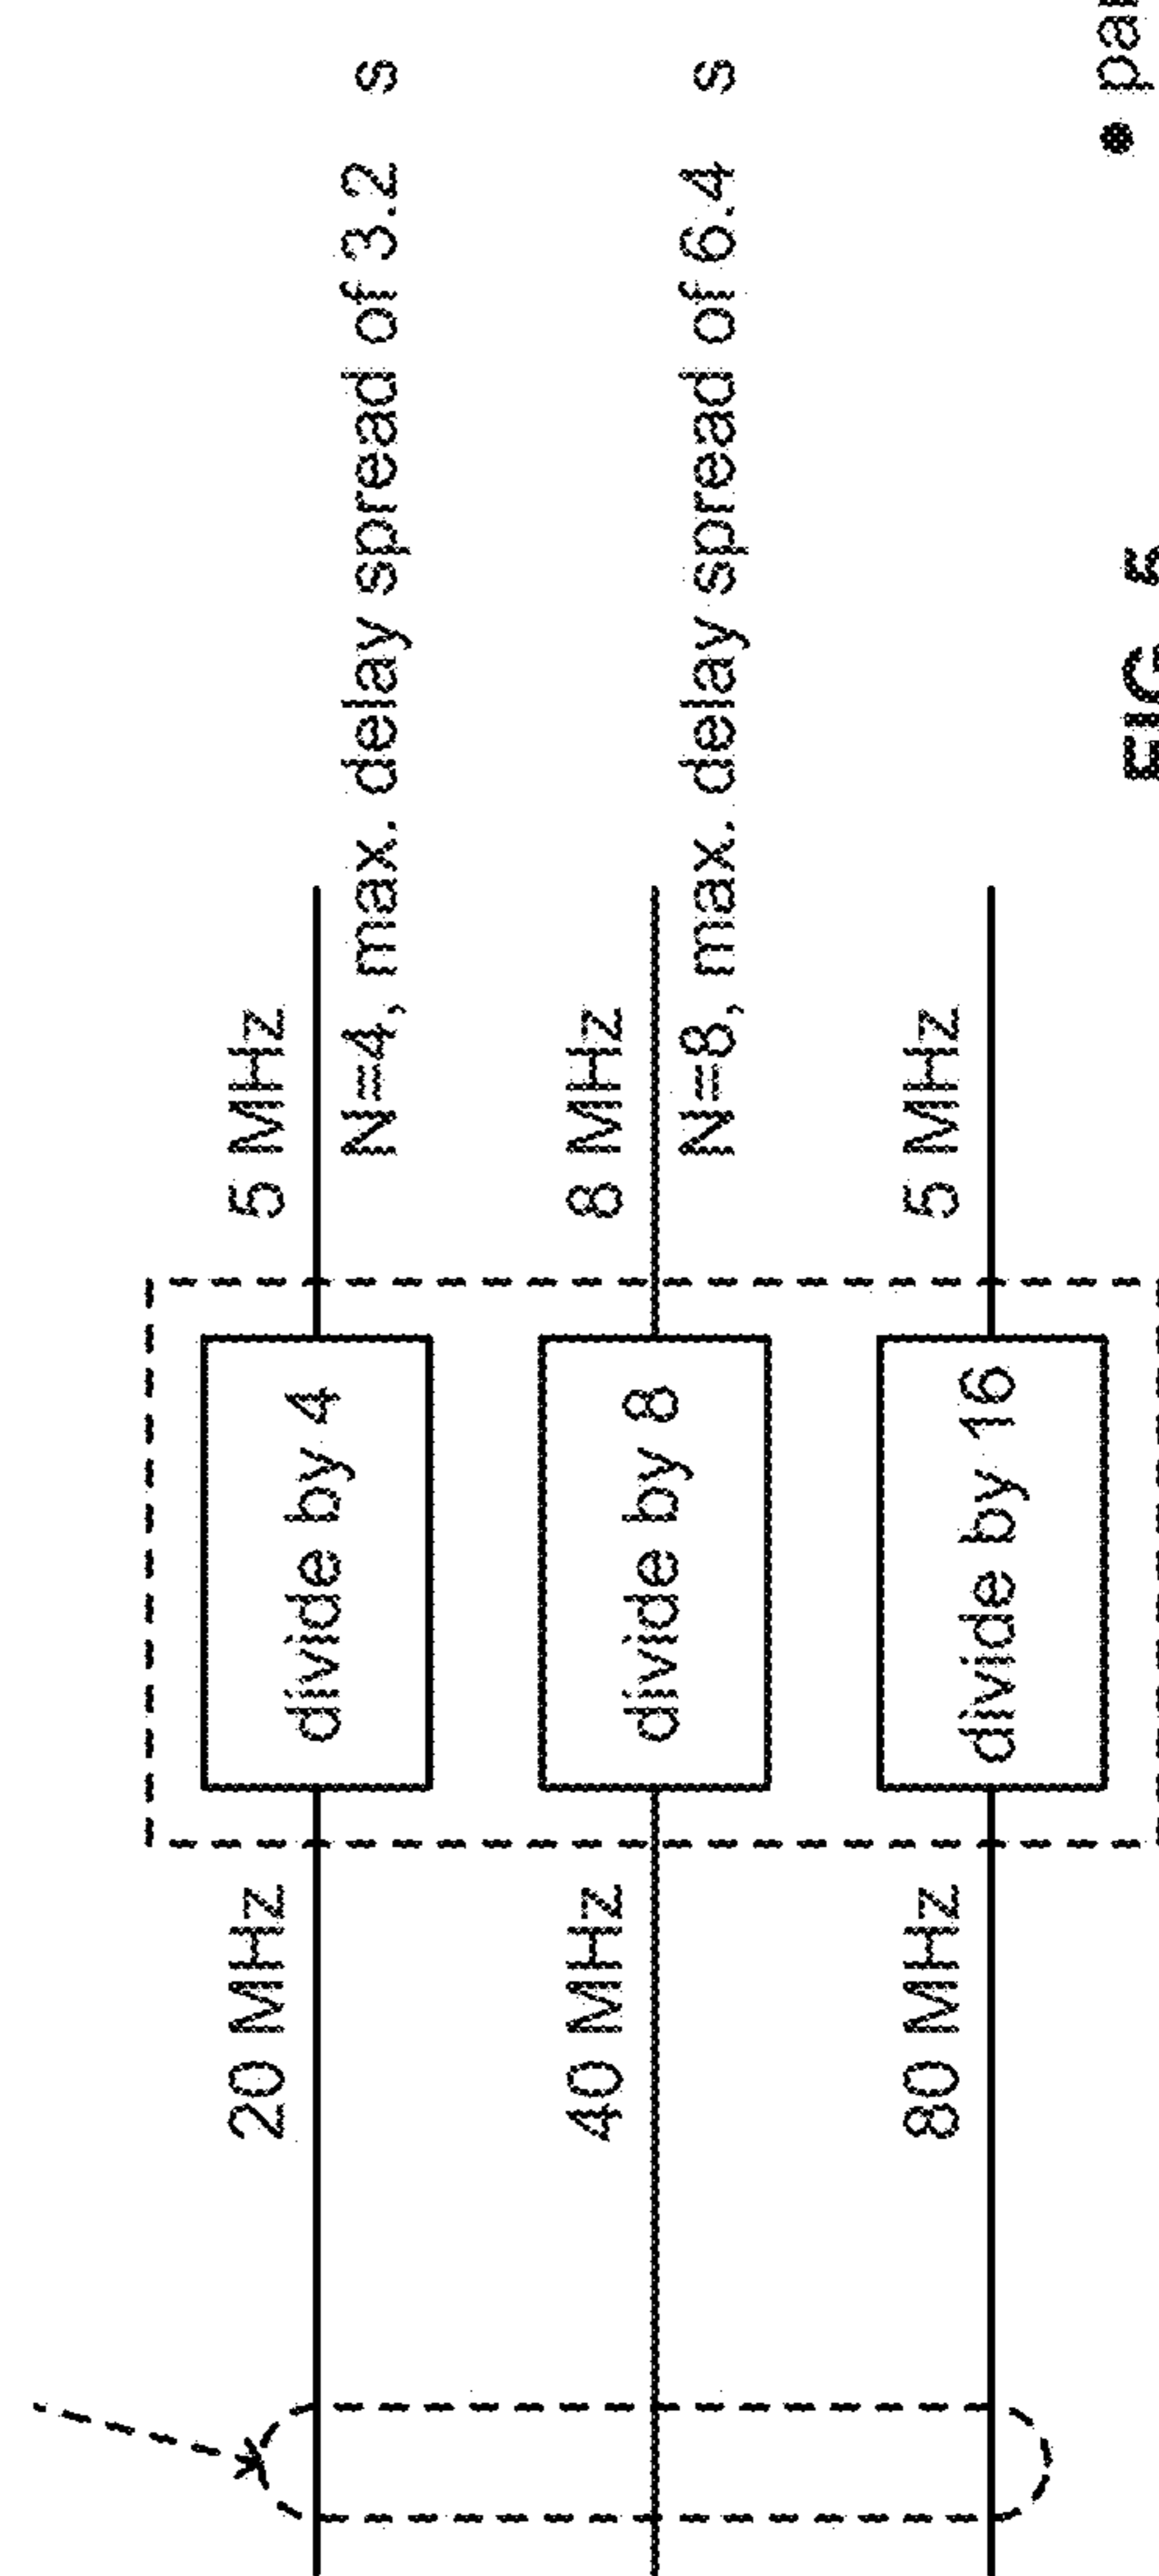 20 MHz
divide by 4
5 MHz
N=4, max. delay spread of 3.2 s
40 MHz
divide by 8
8 MHz
N=8, max. delay spread of 6.4 s
80 MHz
divide by 16
5 MHz